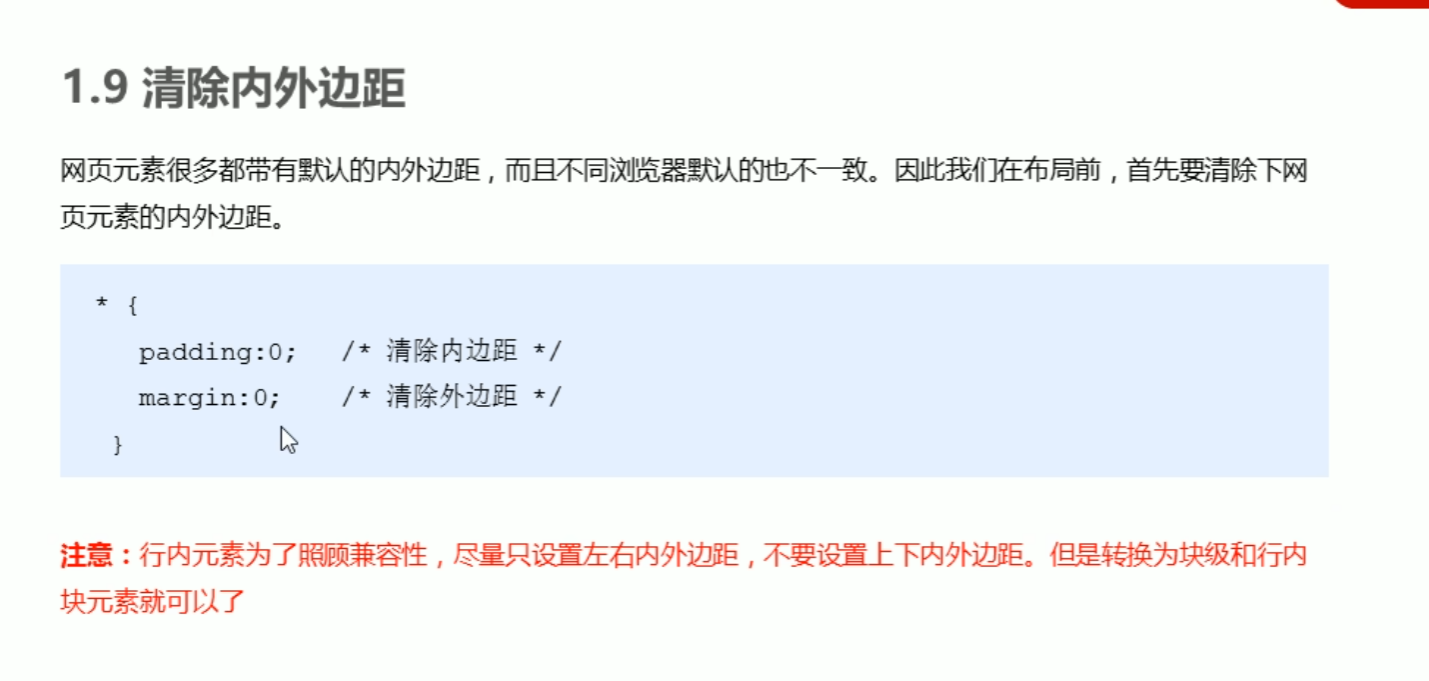 1.9 清除内外边距
网页元素很多都带有默认的内外边距，而且不同浏览器默认的也不一致。因此我们在布局前，首先要清除下网
页元素的内外边距。
* {
padding:0;   /* 清除内边距 */
margin:0;    /* 清除外边距 */
}
注意：行内元素为了照顾兼容性，尽量只设置左右内外边距，不要设置上下内外边距。但是转换为块级和行内
块元素就可以了